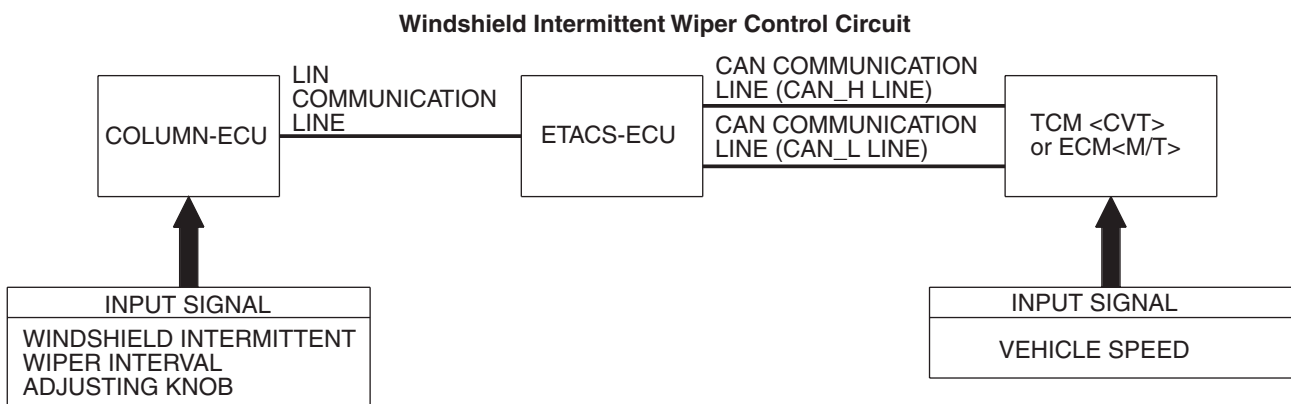 Windshield Intermittent Wiper Control Circuit
LIN
COMMUNICATION
LINE
CAN COMMUNICATION
LINE (CAN_H LINE)
CAN COMMUNICATION
LINE (CAN_L LINE)
COLUMN-ECU
ETACS-ECU
TCM <CVT>
or ECM<M/T>
INPUT SIGNAL
WINDSHIELD INTERMITTENT
WIPER INTERVAL
ADJUSTING KNOB
INPUT SIGNAL
VEHICLE SPEED